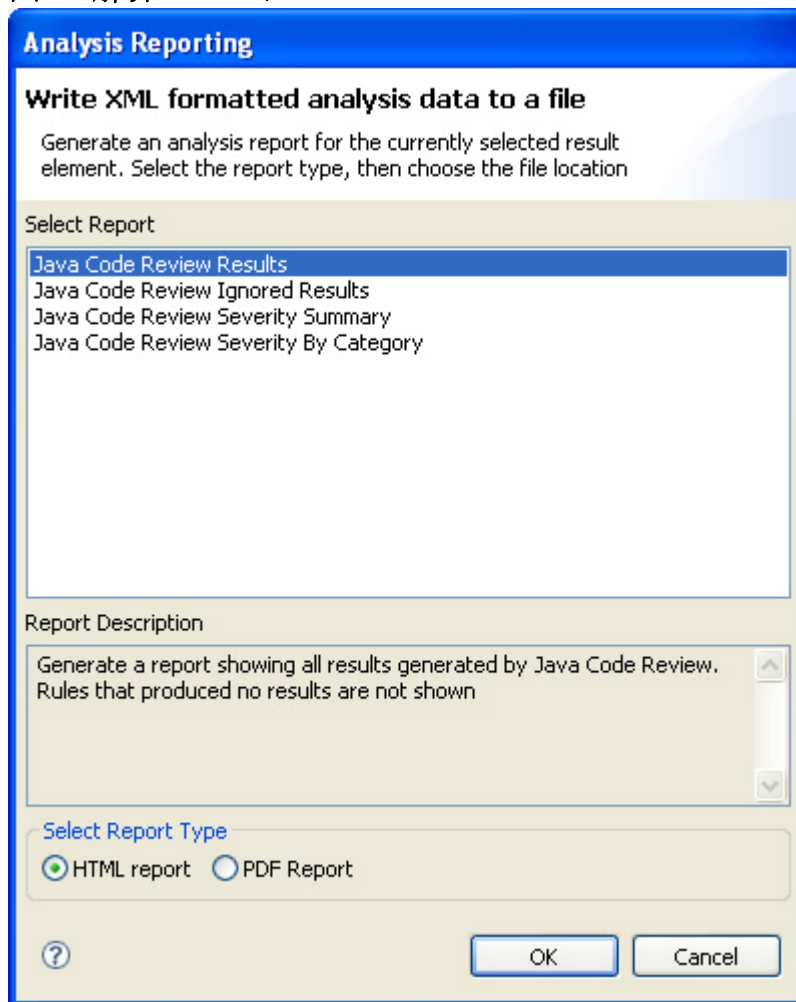 Analysis Reporting
Write XML formatted analysis data to a file
Generate an analysis report for the currently selected result
element. Select the report type, then choose the file location
Select Report
Java Code Review Results
Java Code Review Ignored Results
Java Code Review Severity Summary
Java Code Review Severity By Category
Report Description
Generate a report showing all results generated by Java Code Review.
Rules that produced no results are not shown
Select Report Type
HTML report PDF Report
?
OK Cancel